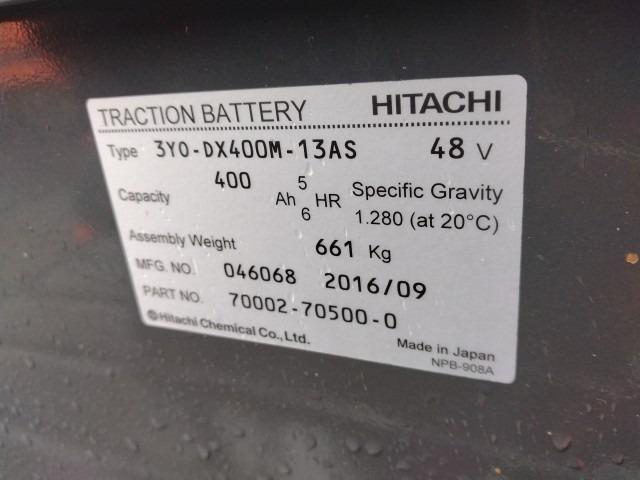 TRACTION BATTERY HITACHI
Type 3Y0-DX400M-13AS 48 V
Capacity 400 Ah 5 HR Specific Gravity
6 1.280 (at 20°C)
Assembly Weight 661 Kg
MFG. NO. 046068 2016/09
PART NO. 70002-70500-0
©Hitachi Chemical Co., Ltd. Made in Japan
NPB-908A